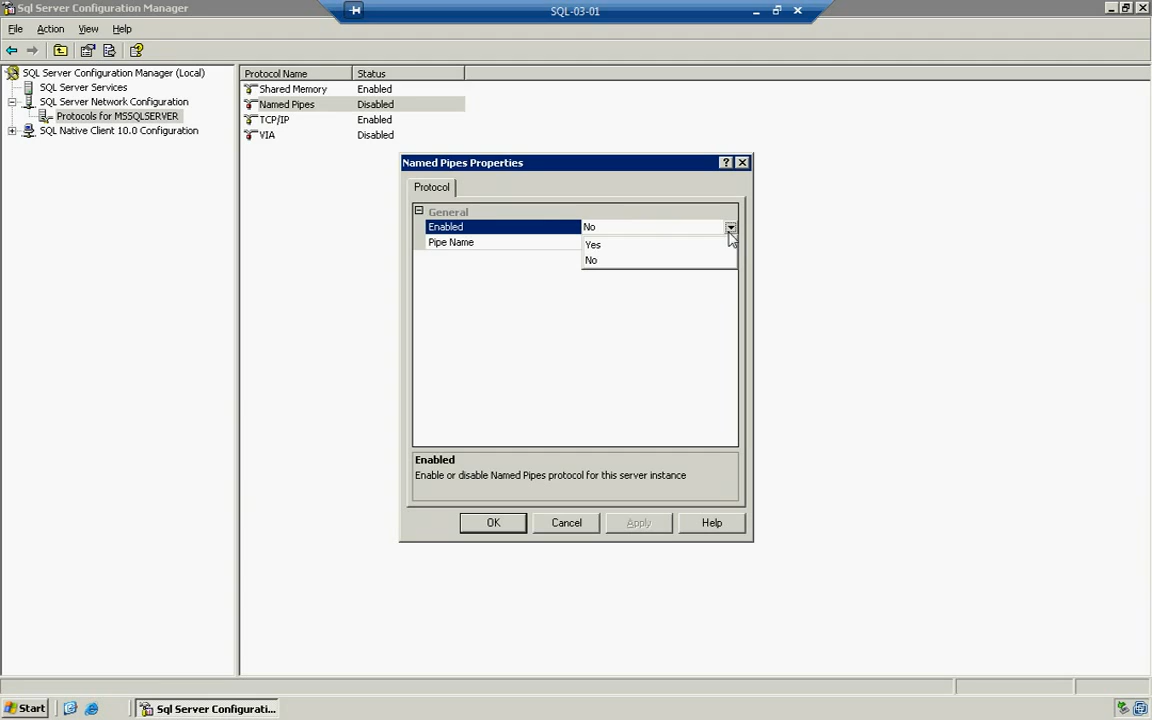 Sql Server Configuration Manager
SQL-03-01
File Action View Help
SQL Server Configuration Manager (Local)
SQL Server Services
SQL Server Network Configuration
Protocols for MSSQLSERVER
SQL Native Client 10.0 Configuration
Protocol Name Status
Shared Memory Enabled
Named Pipes Disabled
TCP/IP Enabled
VIA Disabled
Named Pipes Properties
Protocol
General
Enabled No
Pipe Name
Yes
No
Enabled
Enable or disable Named Pipes protocol for this server instance
OK Cancel Apply Help
Start
Sql Server Configurati...